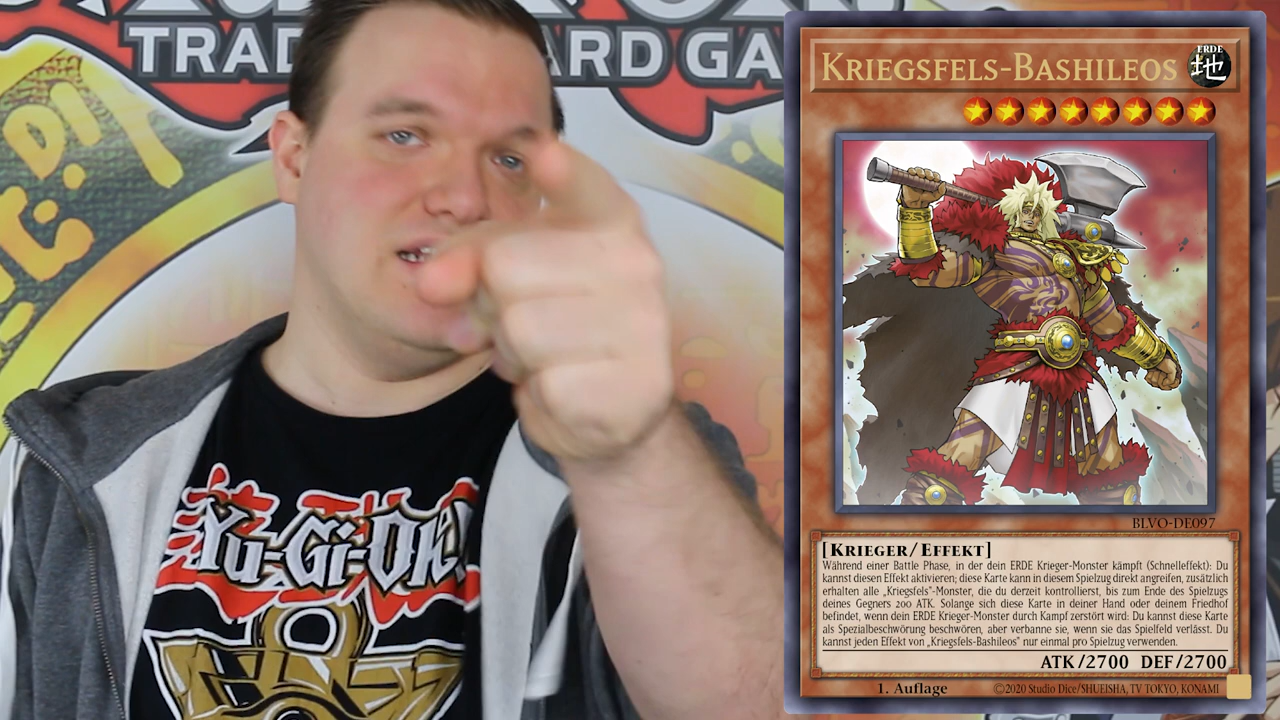 TRAD ARD GA
Yu-Gi-OH!
KRIEGSFELS-BASHILEOS
ERDE
地
BLVO-DE097
[KRIEGER/EFFEKT]
Während einer Battle Phase, in der dein ERDE Krieger-Monster kämpft (Schnelleffekt): Du
kannst diesen Effekt aktivieren; diese Karte kann in diesem Spielzug direkt angreifen, zusätzlich
erhalten alle „Kriegsfels"-Monster, die du derzeit kontrollierst, bis zum Ende des Spielzugs
deines Gegners 200 ATK. Solange sich diese Karte in deiner Hand oder deinem Friedhof
befindet, wenn dein ERDE Krieger-Monster durch Kampf zerstört wird: Du kannst diese Karte
als Spezialbeschwörung beschwören, aber verbanne sie, wenn sie das Spielfeld verlässt. Du
kannst jeden Effekt von „Kriegsfels-Bashileos" nur einmal pro Spielzug verwenden.
ATK/2700 DEF/2700
1. Auflage
©2020 Studio Dice/SHUEISHA, TV TOKYO, KONAMI